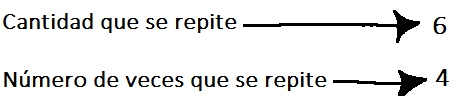 Cantidad que se repite 6
Número de veces que se repite 4